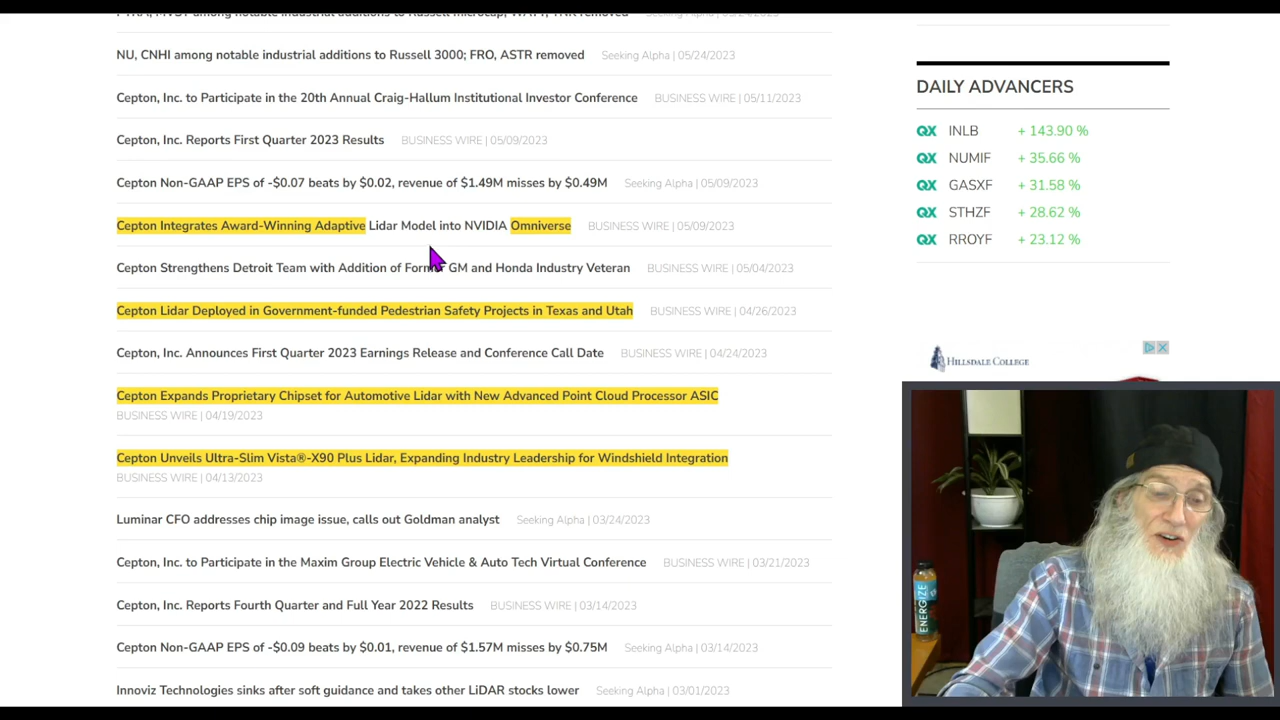 NU, CNHI among notable industrial additions to Russell 3000; FRO, ASTR removed Seeking Alpha | 05/24/2023
Cepton, Inc. to Participate in the 20th Annual Craig-Hallum Institutional Investor Conference BUSINESS WIRE | 05/11/2023
Cepton, Inc. Reports First Quarter 2023 Results BUSINESS WIRE | 05/09/2023
Cepton Non-GAAP EPS of -$0.07 beats by $0.02, revenue of $1.49M misses by $0.49M Seeking Alpha | 05/09/2023
Cepton Integrates Award-Winning Adaptive Lidar Model into NVIDIA Omniverse BUSINESS WIRE | 05/09/2023
Cepton Strengthens Detroit Team with Addition of Former GM and Honda Industry Veteran BUSINESS WIRE | 05/04/2023
Cepton Lidar Deployed in Government-funded Pedestrian Safety Projects in Texas and Utah BUSINESS WIRE | 04/26/2023
Cepton, Inc. Announces First Quarter 2023 Earnings Release and Conference Call Date BUSINESS WIRE | 04/24/2023
Cepton Expands Proprietary Chipset for Automotive Lidar with New Advanced Point Cloud Processor ASIC
BUSINESS WIRE | 04/19/2023
Cepton Unveils Ultra-Slim Vista®-X90 Plus Lidar, Expanding Industry Leadership for Windshield Integration
BUSINESS WIRE | 04/13/2023
Luminar CFO addresses chip image issue, calls out Goldman analyst Seeking Alpha | 03/24/2023
Cepton, Inc. to Participate in the Maxim Group Electric Vehicle & Auto Tech Virtual Conference BUSINESS WIRE | 03/21/2023
Cepton, Inc. Reports Fourth Quarter and Full Year 2022 Results BUSINESS WIRE | 03/14/2023
Cepton Non-GAAP EPS of -$0.09 beats by $0.01, revenue of $1.57M misses by $0.75M Seeking Alpha | 03/14/2023
Innoviz Technologies sinks after soft guidance and takes other LiDAR stocks lower Seeking Alpha | 03/01/2023
DAILY ADVANCERS
QX INLB + 143.90 %
QX NUMIF + 35.66 %
QX GASXF + 31.58 %
QX STHZF + 28.62 %
QX RROYF + 23.12 %
HILLSDALE COLLEGE
ENERGIZE